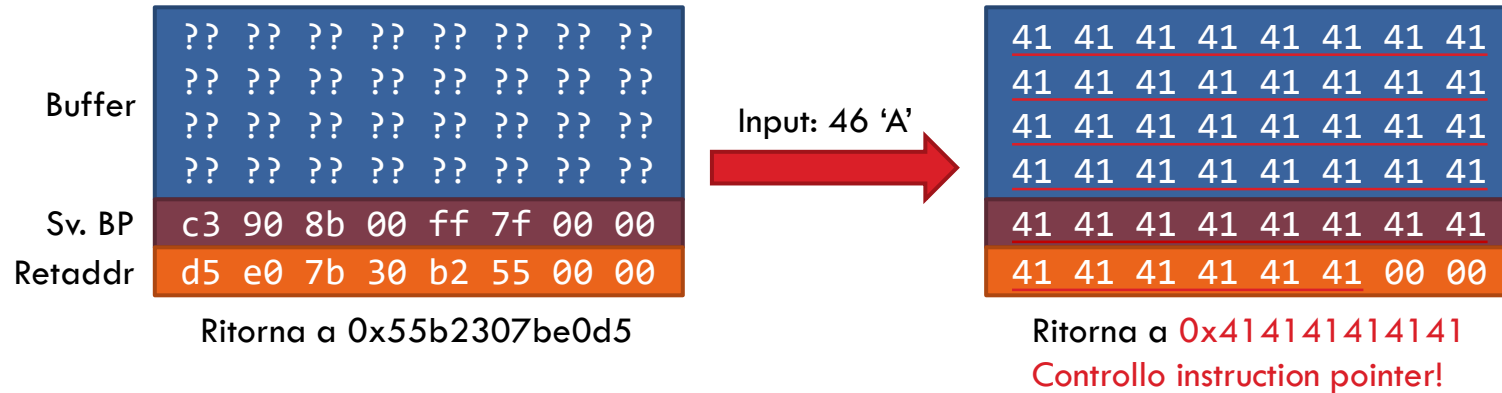 Buffer
?? ?? ?? ?? ?? ?? ?? ??
?? ?? ?? ?? ?? ?? ?? ??
?? ?? ?? ?? ?? ?? ?? ??
?? ?? ?? ?? ?? ?? ?? ??
Sv. BP c3 90 8b 00 ff 7f 00 00
Retaddr d5 e0 7b 30 b2 55 00 00
Ritorna a 0x55b2307be0d5
Input: 46 ‘A’
41 41 41 41 41 41 41 41
41 41 41 41 41 41 41 41
41 41 41 41 41 41 41 41
41 41 41 41 41 41 41 41
41 41 41 41 41 41 41 41
41 41 41 41 41 41 00 00
Ritorna a 0x414141414141
Controllo instruction pointer!